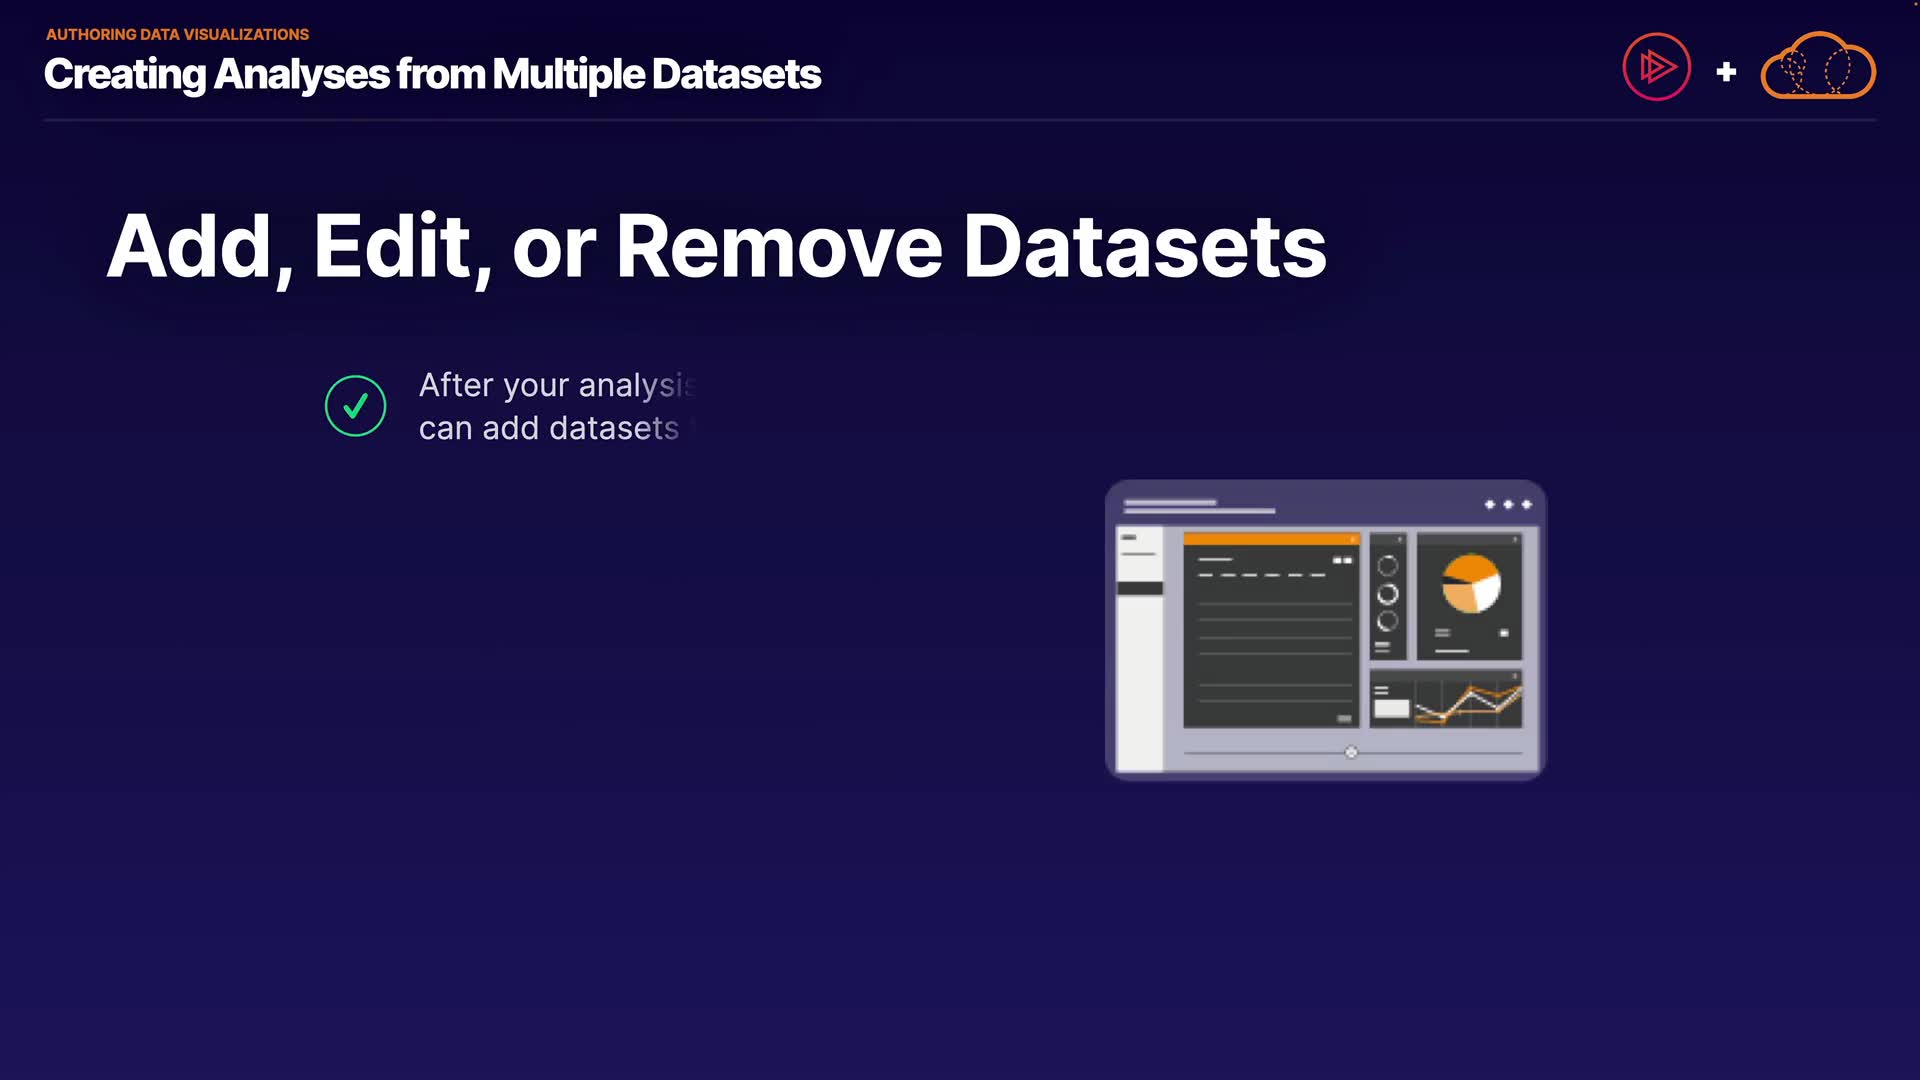 AUTHORING DATA VISUALIZATIONS
Creating Analyses from Multiple Datasets
Add, Edit, or Remove Datasets
After your analysis
can add datasets